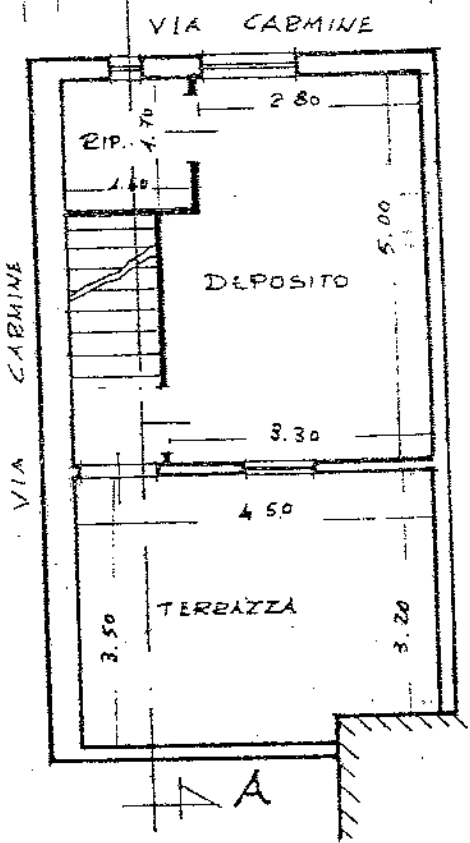 VIA CARMINE
2.80
RIP.
1.70
1.60
5.00
VIA CARMINE
DEPOSITO
3.30
4.50
TERRAZZA
3.50
3.20
A